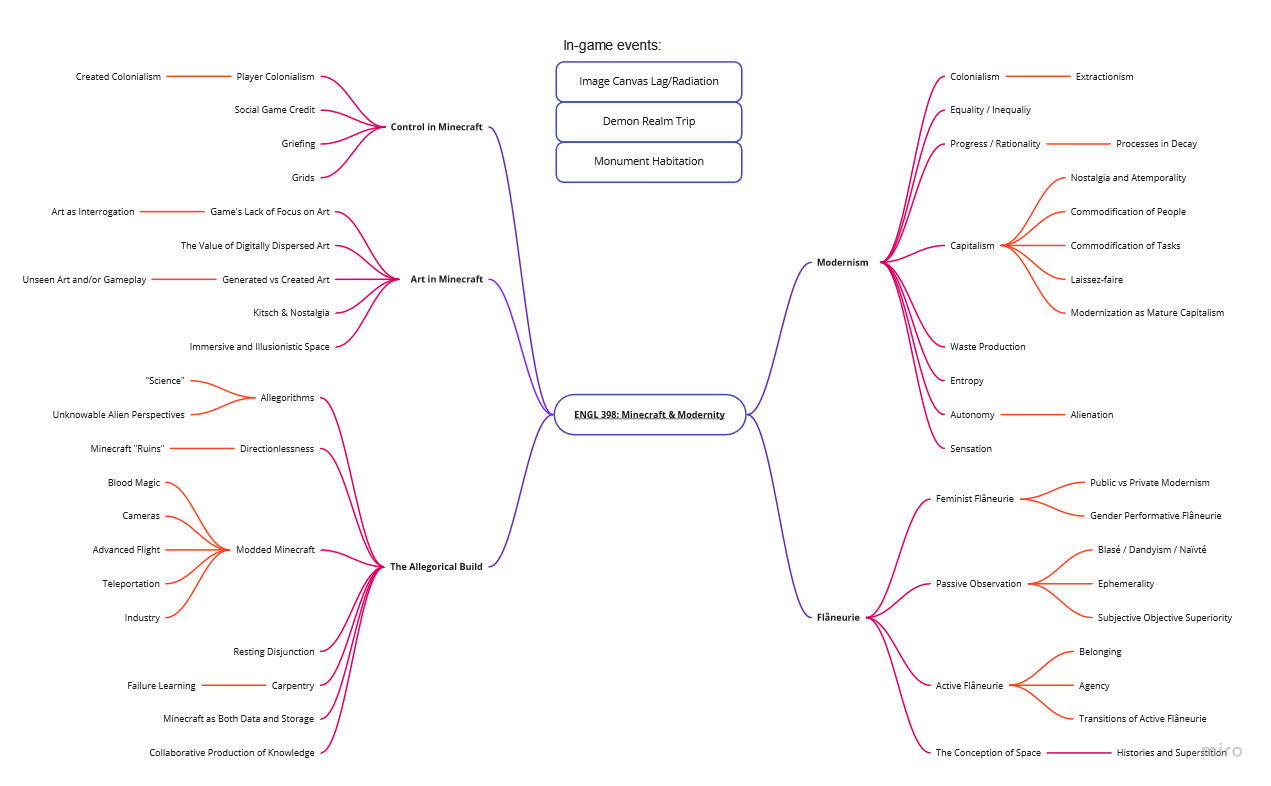 In-game events:
Image Canvas Lag/Radiation
Demon Realm Trip
Monument Habitation
ENGL 398: Minecraft & Modernity
Control in Minecraft
Player Colonialism
Created Colonialism
Social Game Credit
Griefing
Grids
Art in Minecraft
Game's Lack of Focus on Art
Art as Interrogation
The Value of Digitally Dispersed Art
Generated vs Created Art
Unseen Art and/or Gameplay
Kitsch & Nostalgia
Immersive and Illusionistic Space
The Allegorical Build
Allegorithms
"Science"
Unknowable Alien Perspectives
Directionlessness
Minecraft "Ruins"
Modded Minecraft
Blood Magic
Cameras
Advanced Flight
Teleportation
Industry
Resting Disjunction
Carpentry
Failure Learning
Minecraft as Both Data and Storage
Collaborative Production of Knowledge
Modernism
Colonialism
Extractionism
Equality / Inequaliy
Progress / Rationality
Processes in Decay
Capitalism
Nostalgia and Atemporality
Commodification of People
Commodification of Tasks
Laissez-faire
Modernization as Mature Capitalism
Waste Production
Entropy
Autonomy
Alienation
Sensation
Flâneurie
Feminist Flâneurie
Public vs Private Modernism
Gender Performative Flâneurie
Passive Observation
Blasé / Dandyism / Naïvté
Ephemerality
Subjective Objective Superiority
Active Flâneurie
Belonging
Agency
Transitions of Active Flâneurie
The Conception of Space
Histories and Superstition
miro